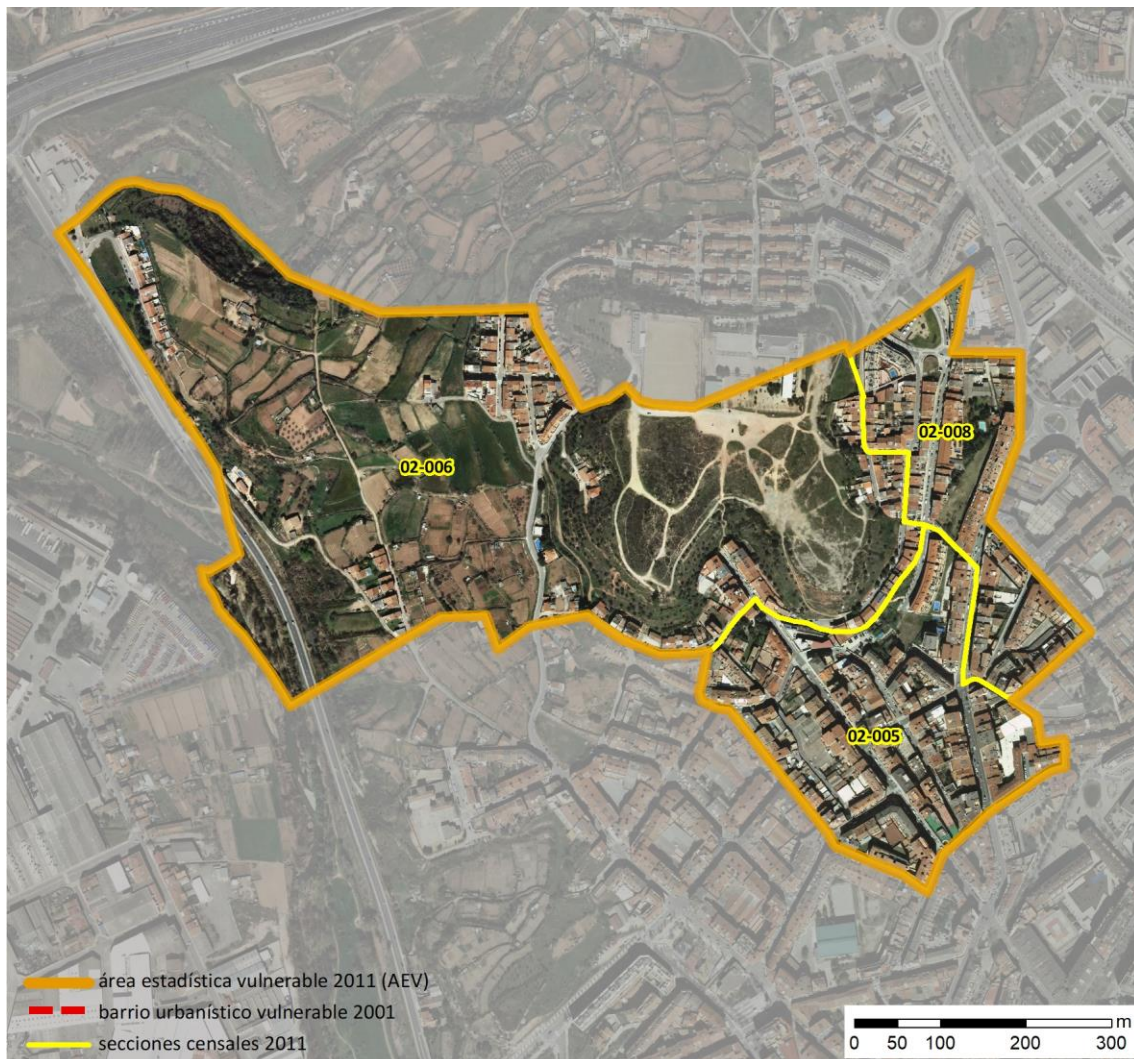 02-008
02-006
02-005
área estadística vulnerable 2011 (AEV)
barrio urbanístico vulnerable 2001
secciones censales 2011
m
0 50 100 200 300